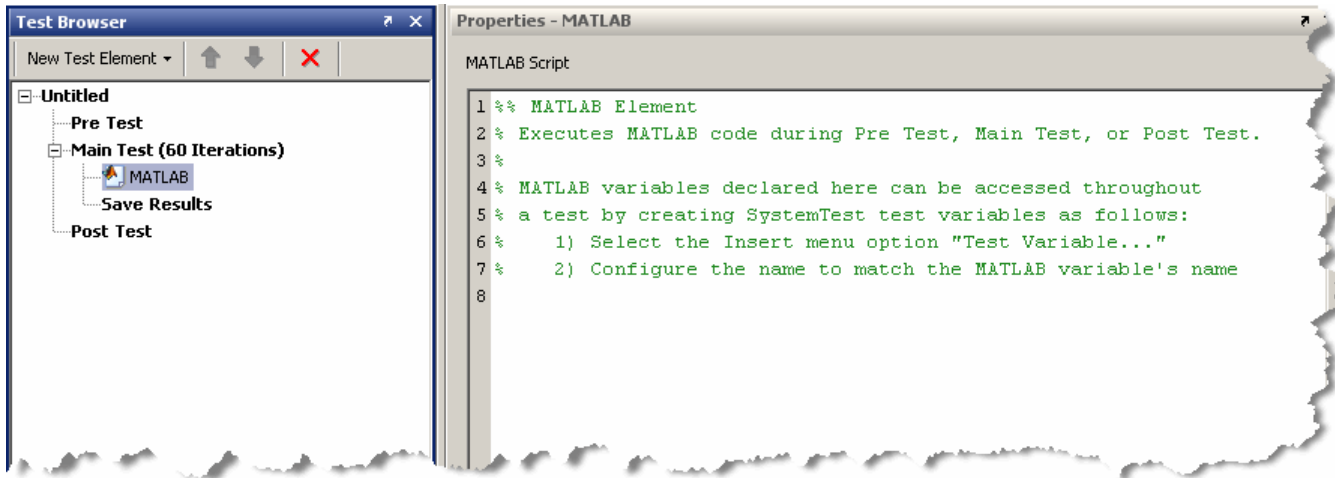 Test Browser
New Test Element
Untitled
Pre Test
Main Test (60 Iterations)
MATLAB
Save Results
Post Test
Properties - MATLAB
MATLAB Script
1 %% MATLAB Element
2 % Executes MATLAB code during Pre Test, Main Test, or Post Test.
3 %
4 % MATLAB variables declared here can be accessed throughout
5 % a test by creating SystemTest test variables as follows:
6 %    1) Select the Insert menu option "Test Variable..."
7 %    2) Configure the name to match the MATLAB variable's name
8